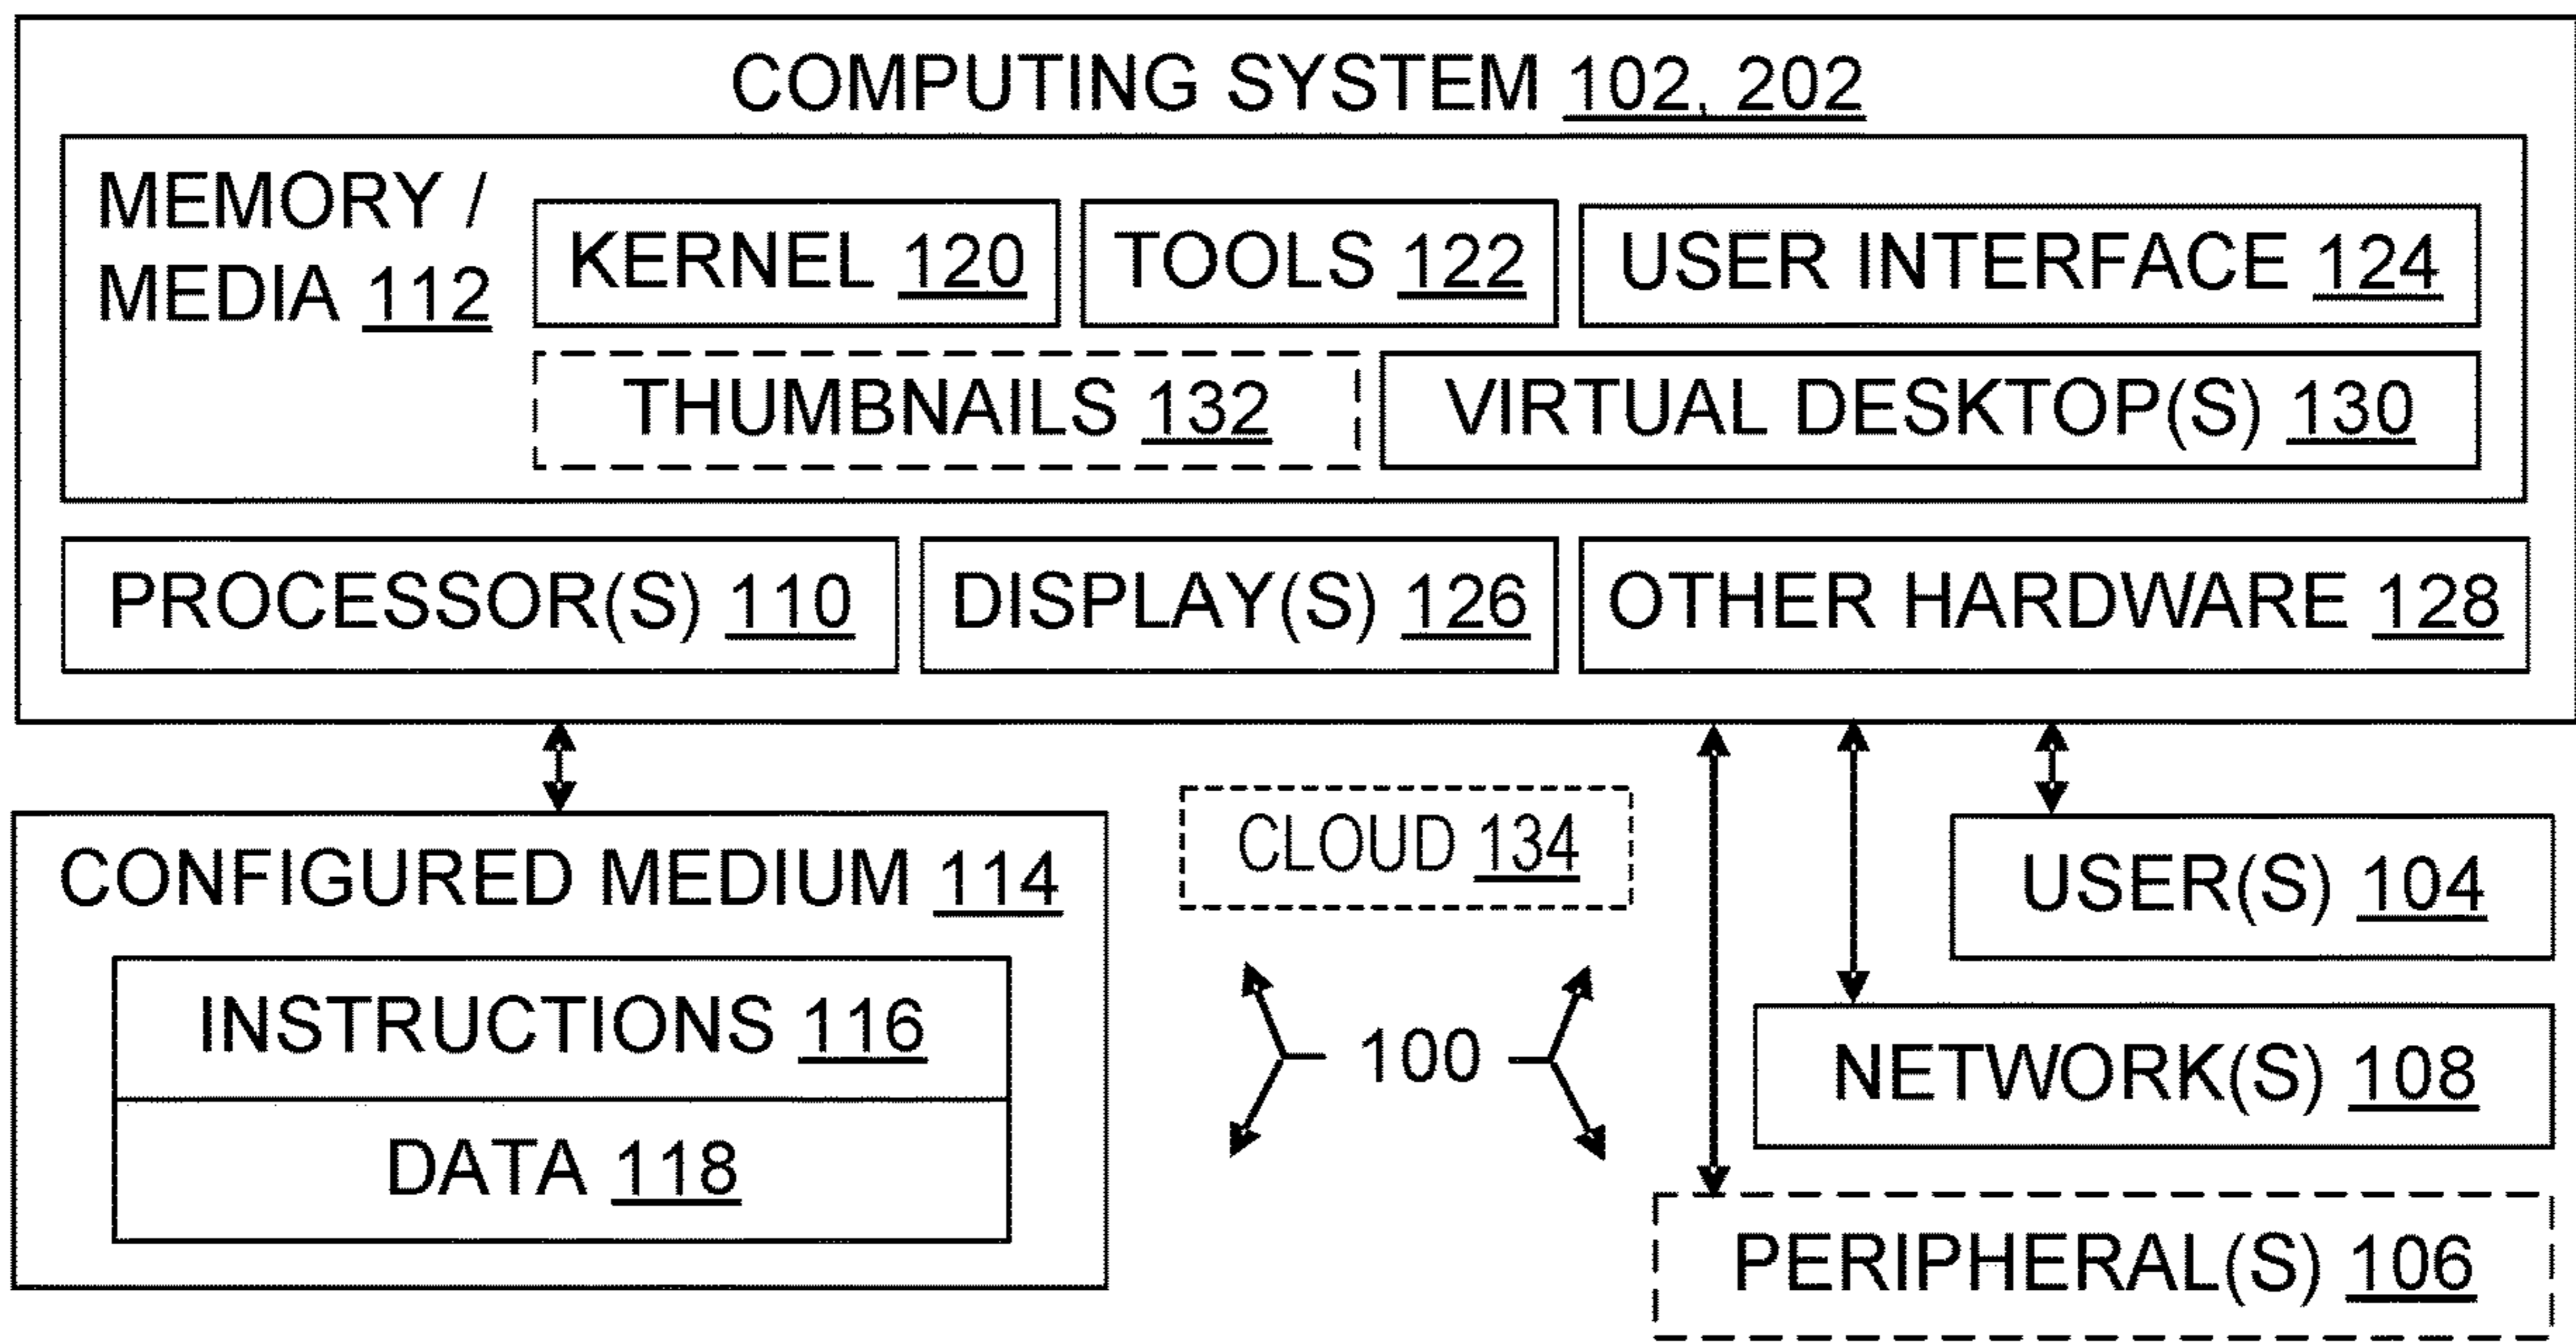 COMPUTING SYSTEM 102, 202
MEMORY /
MEDIA 112
KERNEL 120
TOOLS 122
USER INTERFACE 124
THUMBNAILS 132
VIRTUAL DESKTOP(S) 130
PROCESSOR(S) 110
DISPLAY(S) 126
OTHER HARDWARE 128
CONFIGURED MEDIUM 114
INSTRUCTIONS 116
DATA 118
CLOUD 134
100
USER(S) 104
NETWORK(S) 108
PERIPHERAL(S) 106